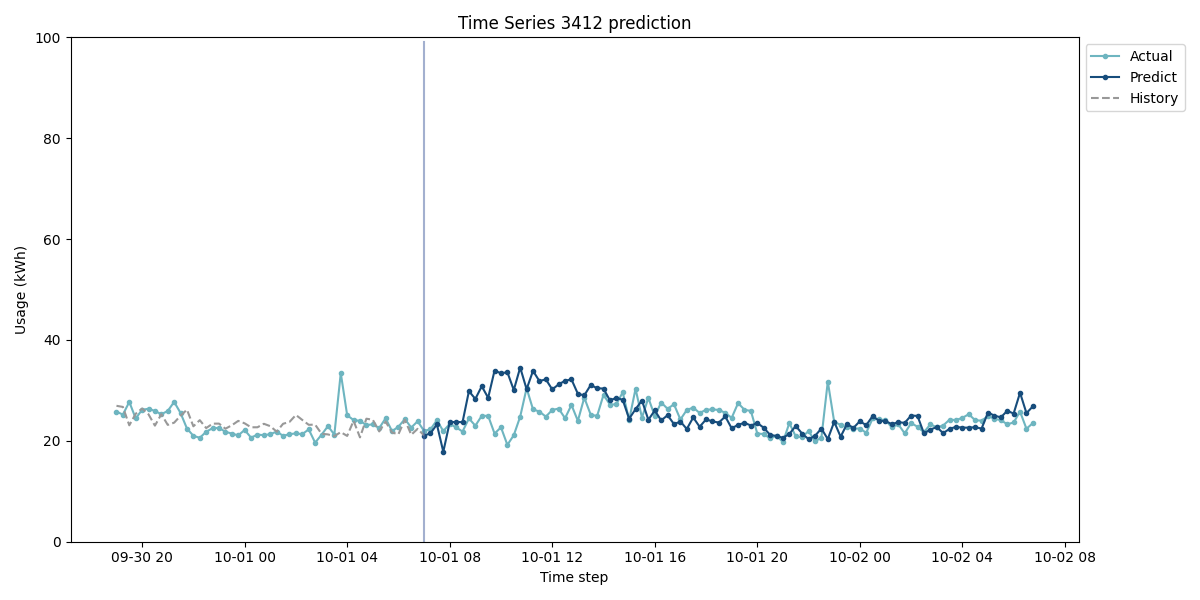 Time Series 3412 prediction
Usage (kWh)
100
80
60
40
20
0
09-30 20
10-01 00
10-01 04
10-01 08
10-01 12
10-01 16
10-01 20
10-02 00
10-02 04
10-02 08
Time step
Actual
Predict
History